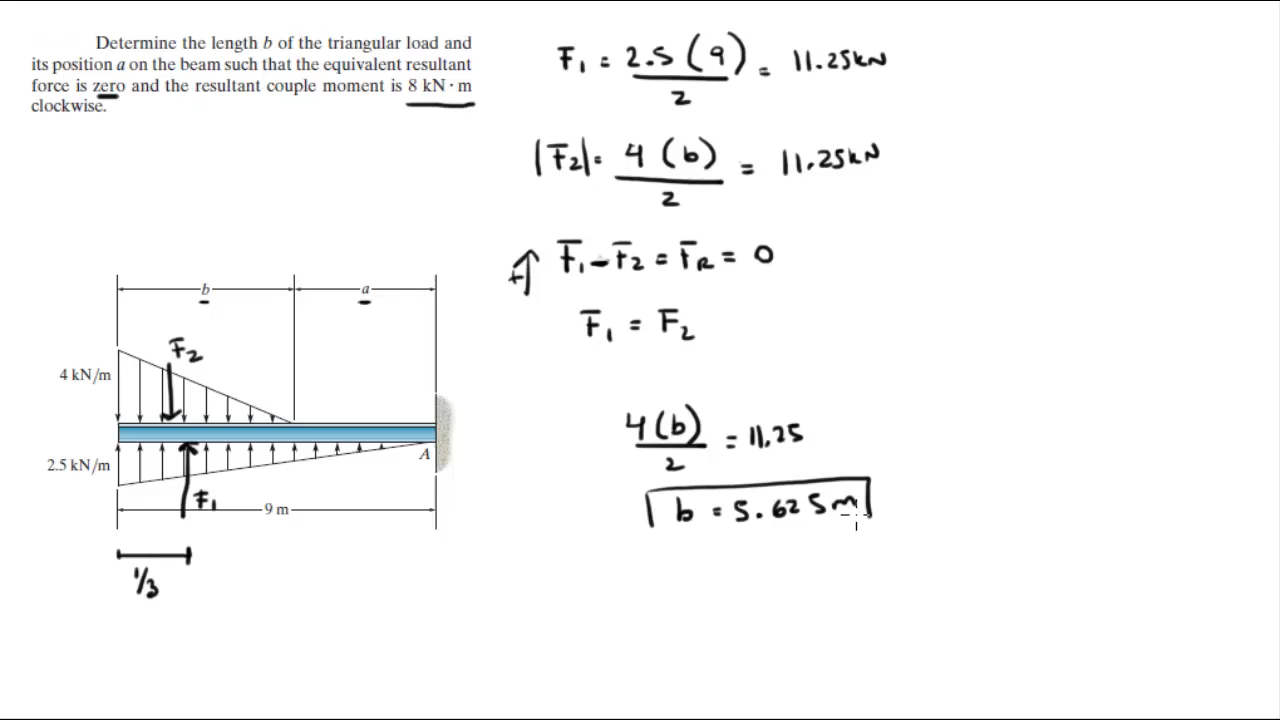 Determine the length b of the triangular load and
its position a on the beam such that the equivalent resultant
force is zero and the resultant couple moment is 8 kN · m
clockwise.
F₁ = 2.5 (9) / 2 = 11.25kN
|F₂| = 4 (b) / 2 = 11.25kN
+↑ F₁ - F₂ = F_R = 0
F₁ = F₂
4(b) / 2 = 11.25
b = 5.625m
b
a
F₂
4 kN/m
2.5 kN/m
A
F₁
9 m
1/3